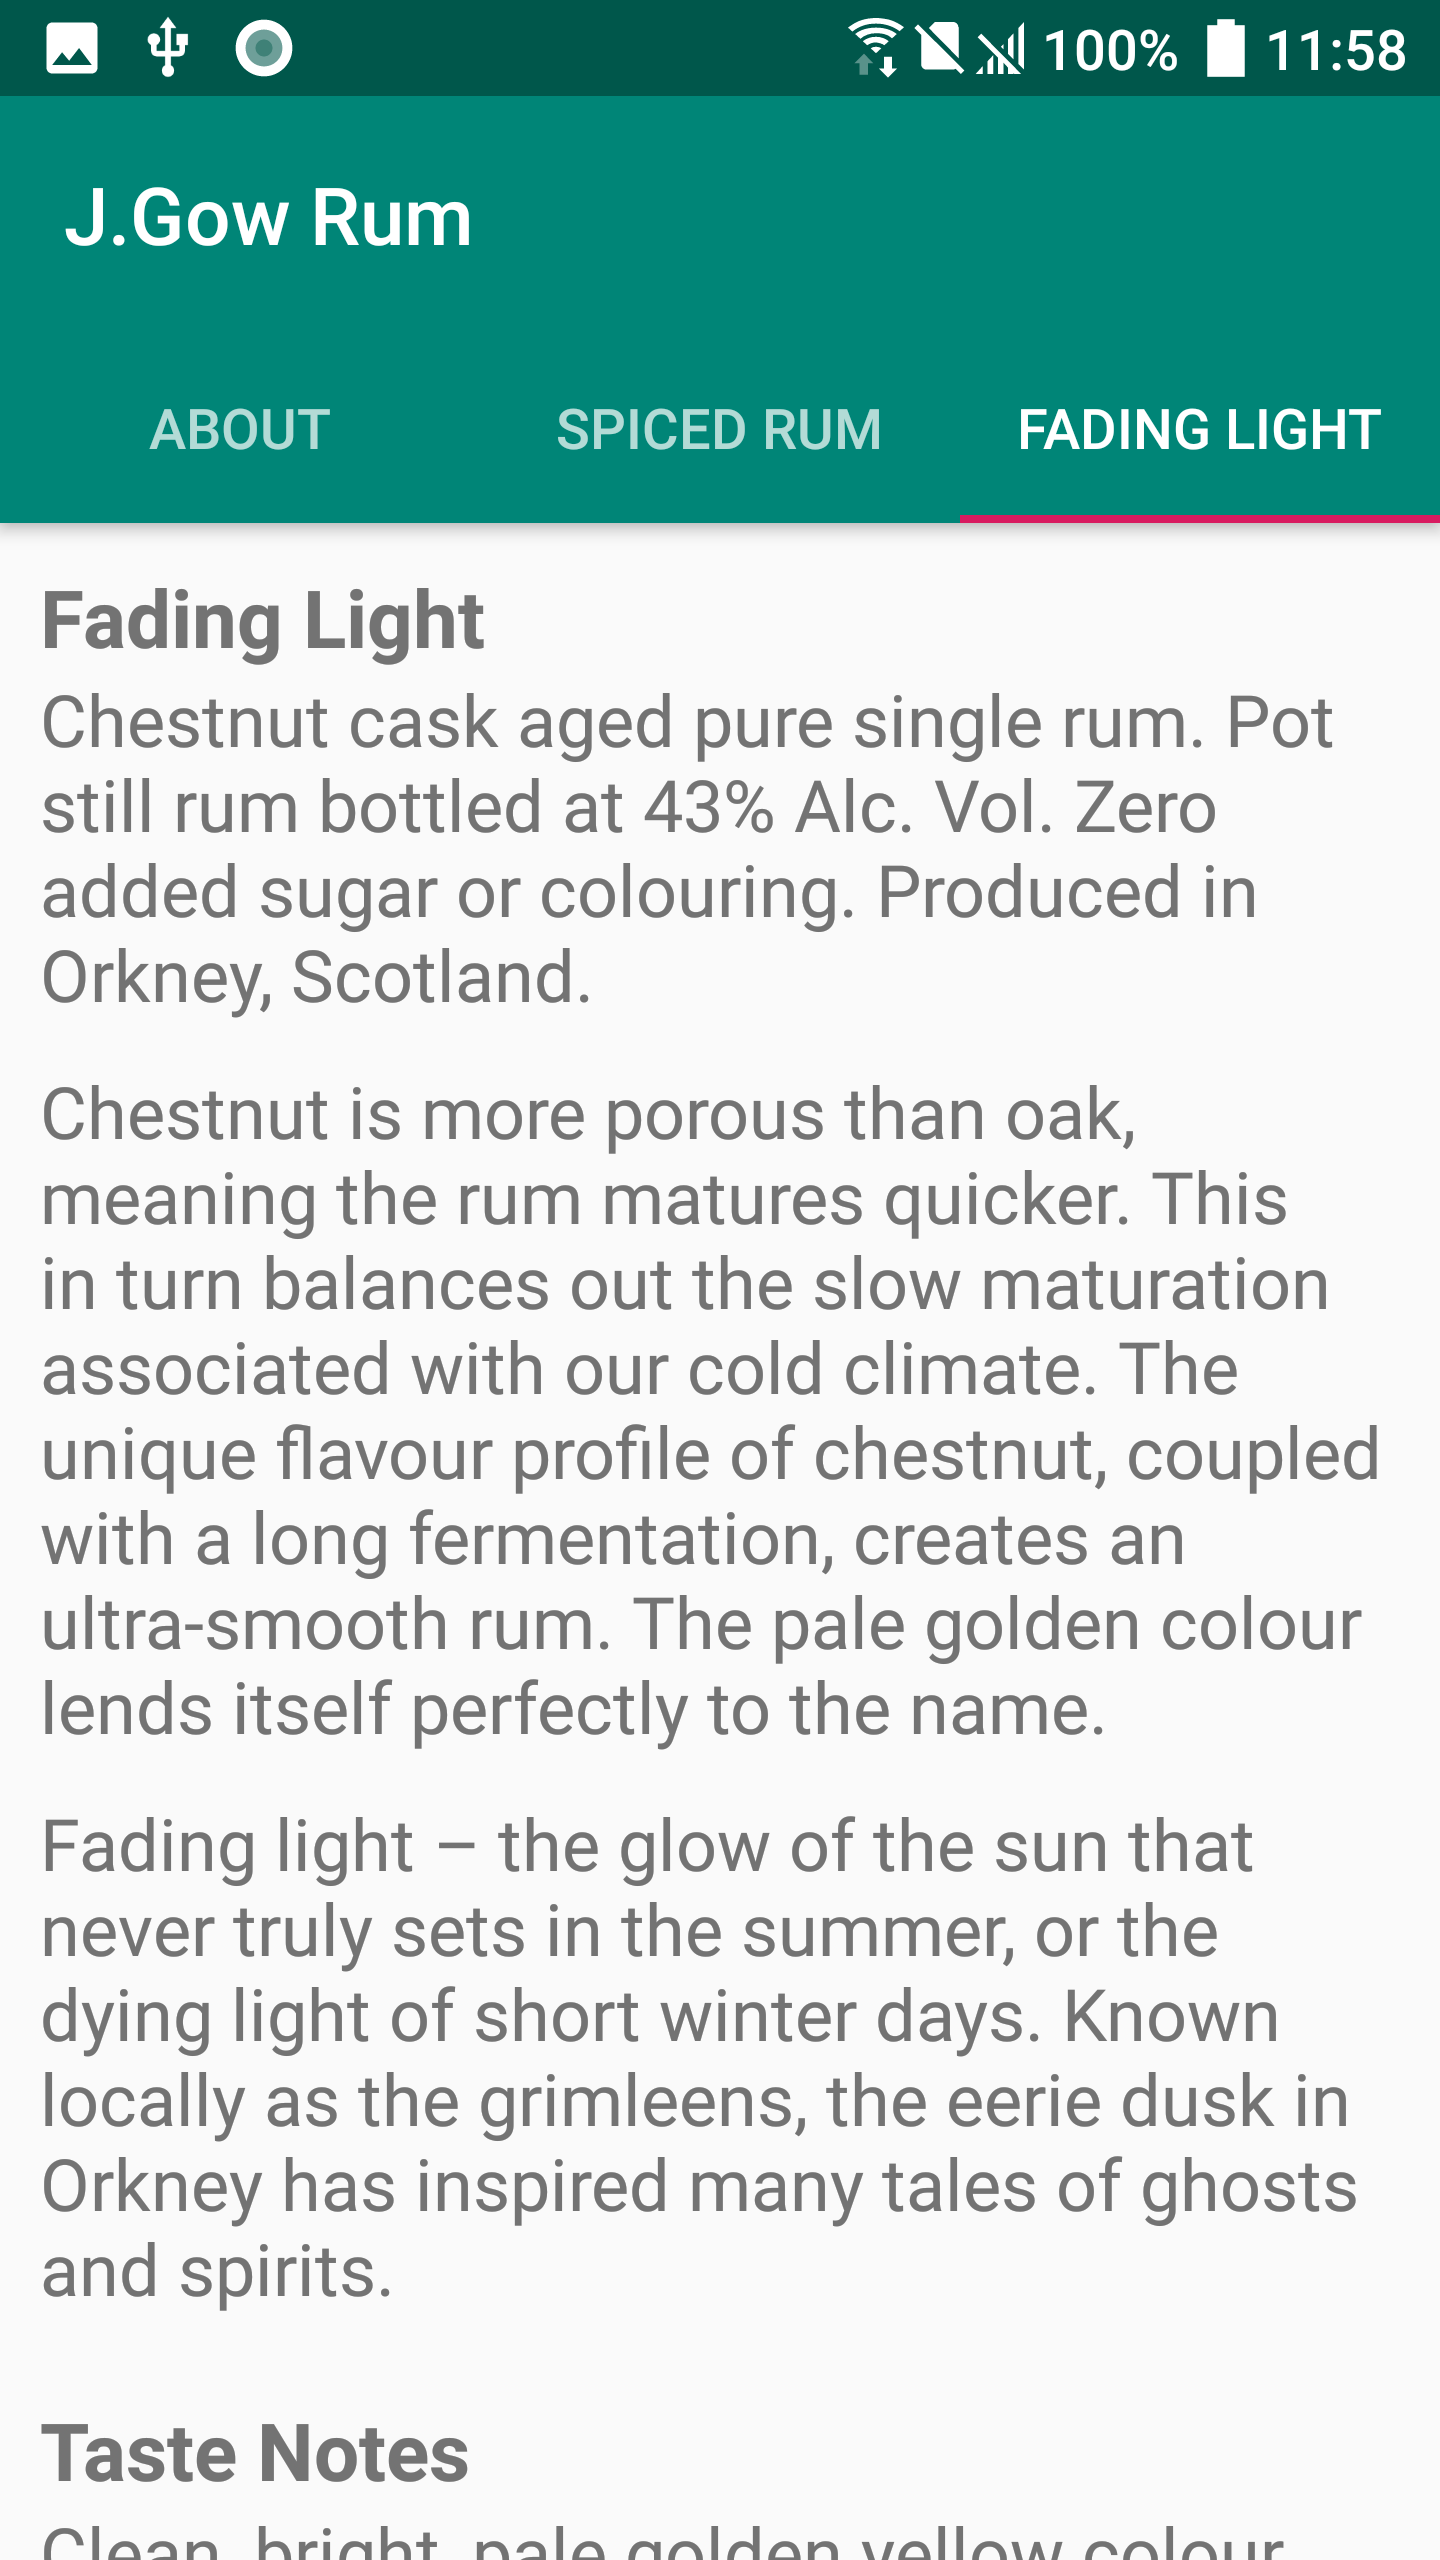 100% 11:58
J.Gow Rum
ABOUT SPICED RUM FADING LIGHT
Fading Light
Chestnut cask aged pure single rum. Pot
still rum bottled at 43% Alc. Vol. Zero
added sugar or colouring. Produced in
Orkney, Scotland.
Chestnut is more porous than oak,
meaning the rum matures quicker. This
in turn balances out the slow maturation
associated with our cold climate. The
unique flavour profile of chestnut, coupled
with a long fermentation, creates an
ultra-smooth rum. The pale golden colour
lends itself perfectly to the name.
Fading light – the glow of the sun that
never truly sets in the summer, or the
dying light of short winter days. Known
locally as the grimleens, the eerie dusk in
Orkney has inspired many tales of ghosts
and spirits.
Taste Notes
Clean, bright, pale golden yellow colour